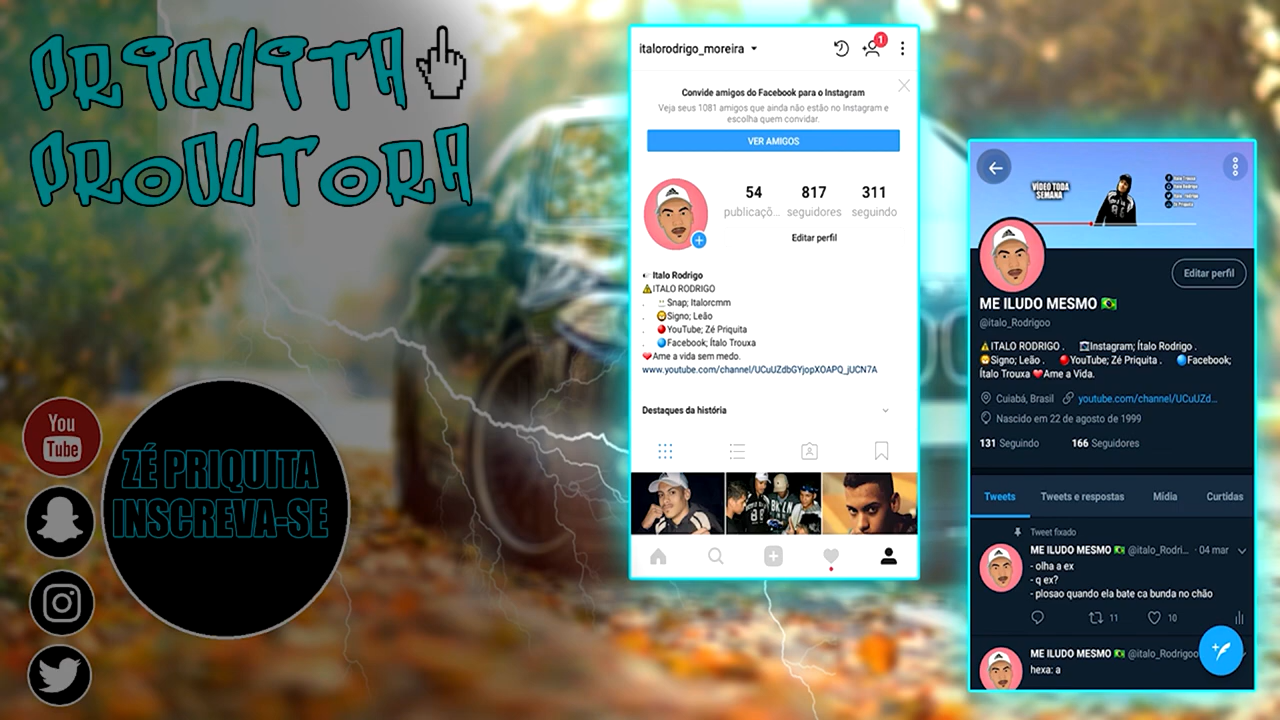 PRIQUITA
PRODUTORA
You
Tube
ZÉ PRIQUITA
INSCREVA-SE
italorodrigo_moreira
1
Convide amigos do Facebook para o Instagram
Veja seus 1081 amigos que ainda não estão no Instagram e
escolha quem convidar.
VER AMIGOS
54 817 311
publicaçõ... seguidores seguindo
Editar perfil
Italo Rodrigo
⚠ITALO RODRIGO
. Snap; Italorcmm
. Signo; Leão
. 🔴YouTube; Zé Priquita
. 🔵Facebook; Ítalo Trouxa
❤Ame a vida sem medo.
www.youtube.com/channel/UCuUZdbGYjopXOAPQ_jUCN7A
Destaques da história
VÍDEO TODA
SEMANA
Editar perfil
ME ILUDO MESMO 🇧🇷
@italo_Rodrigoo
⚠ITALO RODRIGO . Instagram; Ítalo Rodrigo .
Signo; Leão . 🔴YouTube; Zé Priquita . 🔵Facebook;
Ítalo Trouxa ❤Ame a Vida.
Cuiabá, Brasil youtube.com/channel/UCuUZd...
Nascido em 22 de agosto de 1999
131 Seguindo 166 Seguidores
Tweets Tweets e respostas Mídia Curtidas
Tweet fixado
ME ILUDO MESMO 🇧🇷 @italo_Rodri... · 04 mar
- olha a ex
- q ex?
- plosao quando ela bate ca bunda no chão
11 10
ME ILUDO MESMO 🇧🇷 @italo_Rodrigoo
hexa: a